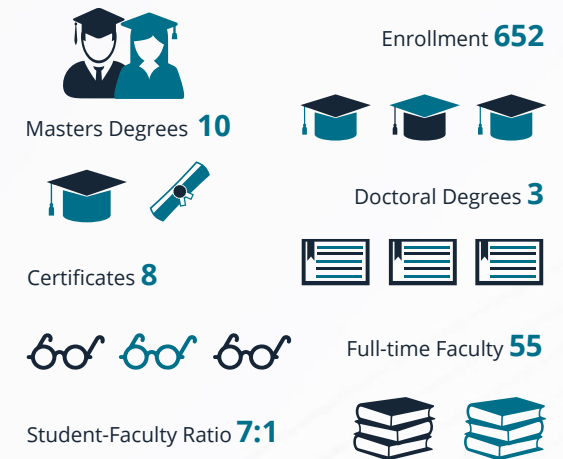 Enrollment 652
Masters Degrees 10
Doctoral Degrees 3
Certificates 8
Full-time Faculty 55
Student-Faculty Ratio 7:1